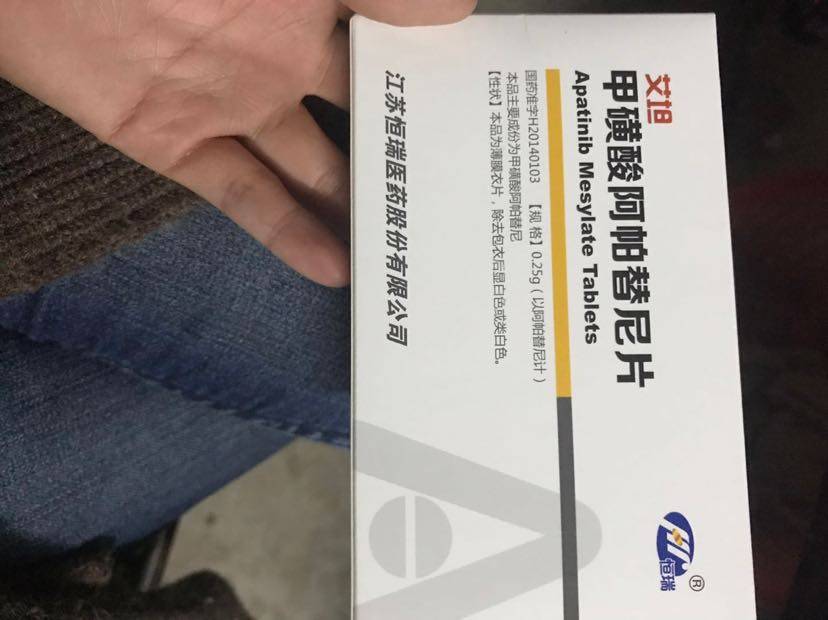 艾坦
甲磺酸阿帕替尼片
Apatinib Mesylate Tablets
国药准字H20140103 【规 格】0.25g(以阿帕替尼计)
本品主要成份为甲磺酸阿帕替尼
【性状】本品为薄膜衣片，除去包衣后显白色或类白色。
江苏恒瑞医药股份有限公司
恒瑞®